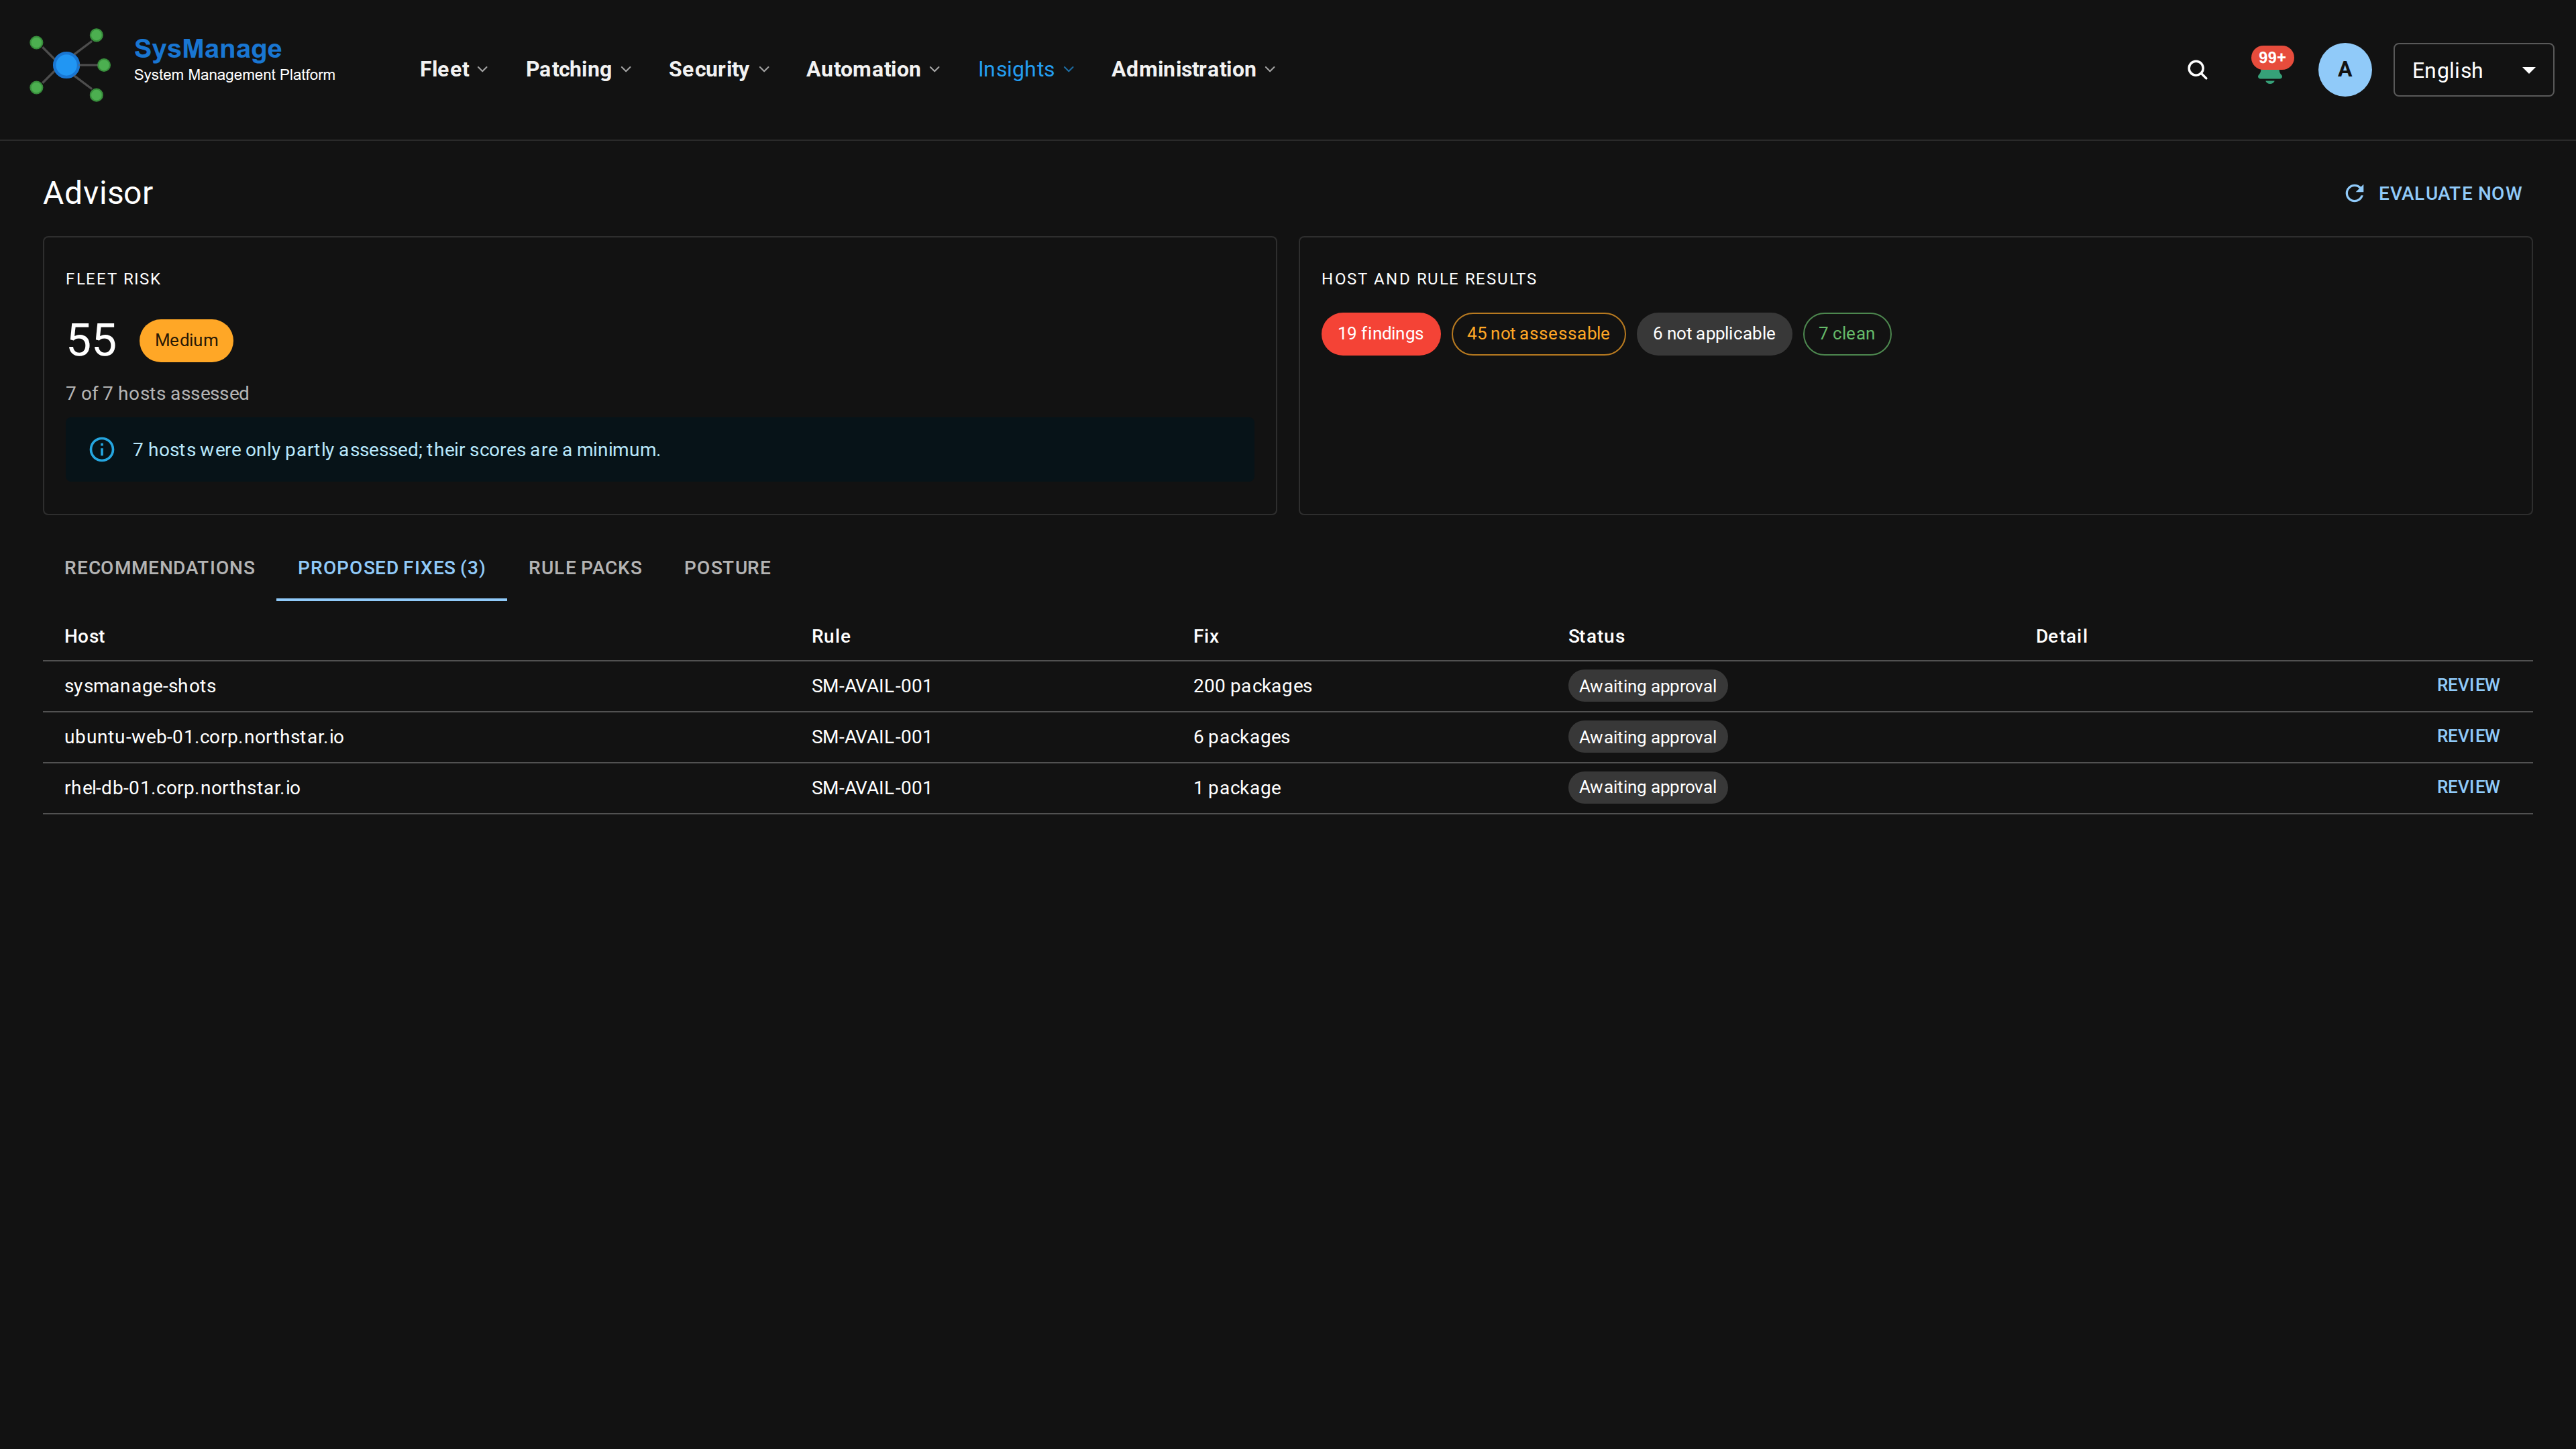 SysManage
System Management Platform
Fleet
Patching
Security
Automation
Insights
Administration
99+
A
English
Advisor
EVALUATE NOW
FLEET RISK
55
Medium
7 of 7 hosts assessed
7 hosts were only partly assessed; their scores are a minimum.
HOST AND RULE RESULTS
19 findings
45 not assessable
6 not applicable
7 clean
RECOMMENDATIONS
PROPOSED FIXES (3)
RULE PACKS
POSTURE
Host Rule Fix Status Detail
sysmanage-shots SM-AVAIL-001 200 packages Awaiting approval REVIEW
ubuntu-web-01.corp.northstar.io SM-AVAIL-001 6 packages Awaiting approval REVIEW
rhel-db-01.corp.northstar.io SM-AVAIL-001 1 package Awaiting approval REVIEW